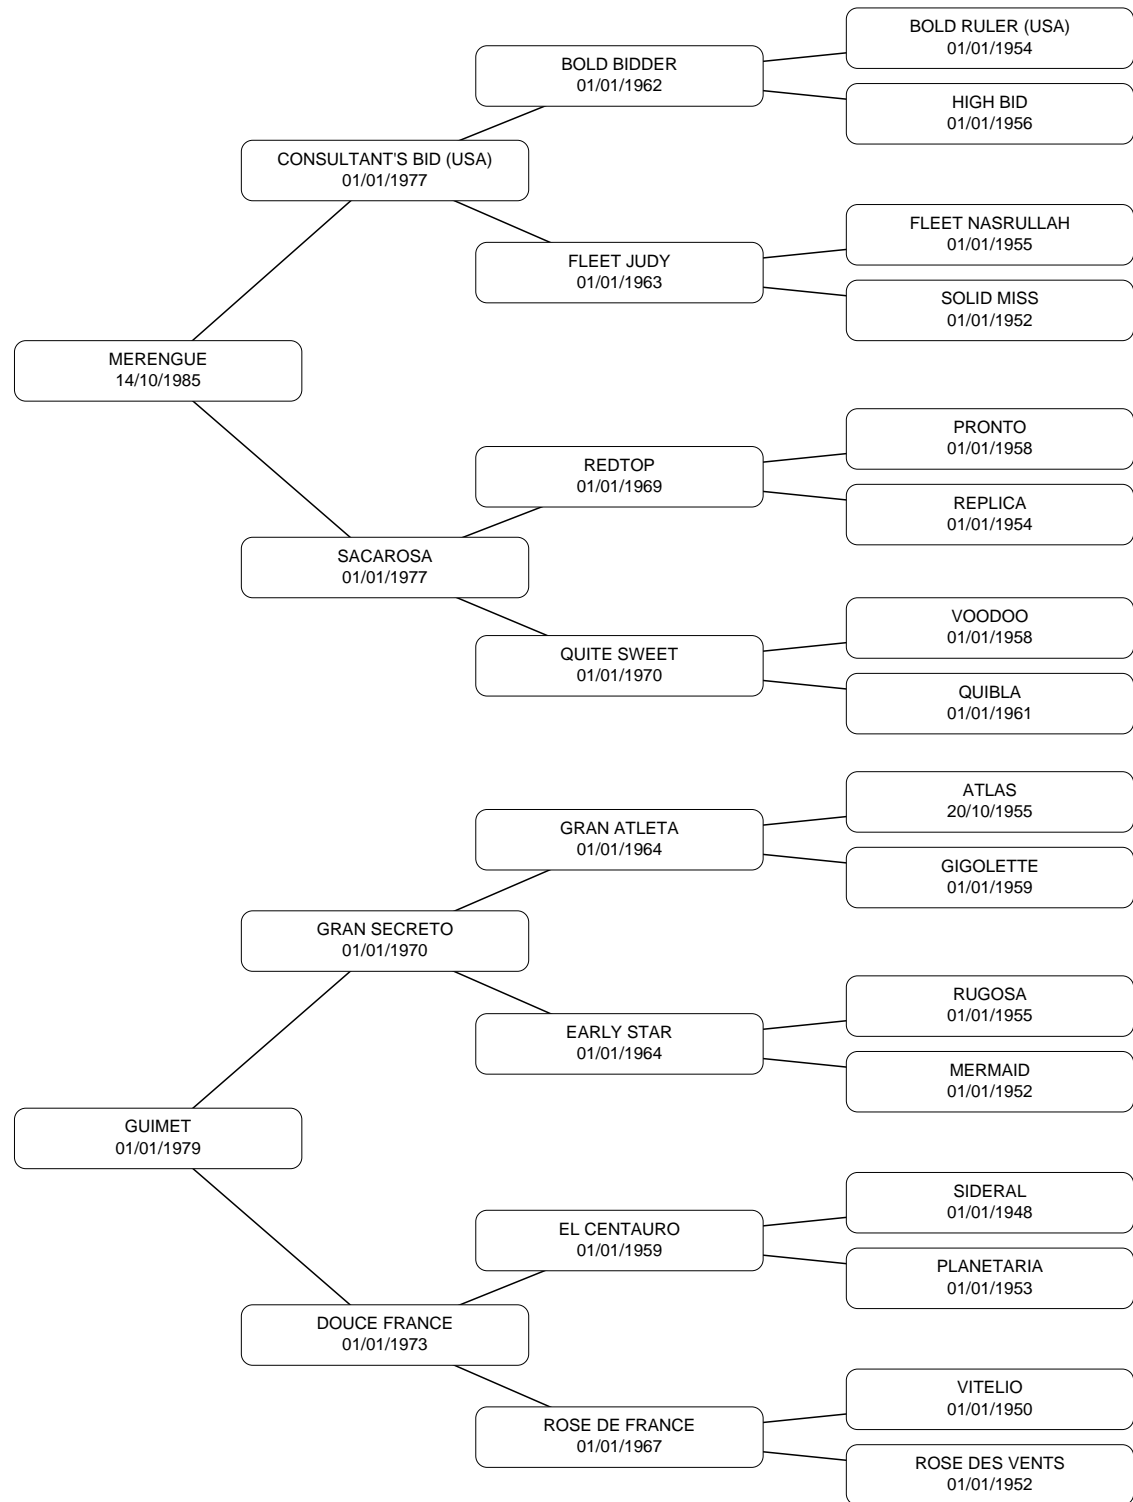 BOLD RULER (USA)
01/01/1954
BOLD BIDDER
01/01/1962
HIGH BID
01/01/1956
CONSULTANT'S BID (USA)
01/01/1977
FLEET NASRULLAH
01/01/1955
FLEET JUDY
01/01/1963
SOLID MISS
01/01/1952
MERENGUE
14/10/1985
PRONTO
01/01/1958
REDTOP
01/01/1969
REPLICA
01/01/1954
SACAROSA
01/01/1977
VOODOO
01/01/1958
QUITE SWEET
01/01/1970
QUIBLA
01/01/1961
ATLAS
20/10/1955
GRAN ATLETA
01/01/1964
GIGOLETTE
01/01/1959
GRAN SECRETO
01/01/1970
RUGOSA
01/01/1955
EARLY STAR
01/01/1964
MERMAID
01/01/1952
GUIMET
01/01/1979
SIDERAL
01/01/1948
EL CENTAURO
01/01/1959
PLANETARIA
01/01/1953
DOUCE FRANCE
01/01/1973
VITELIO
01/01/1950
ROSE DE FRANCE
01/01/1967
ROSE DES VENTS
01/01/1952